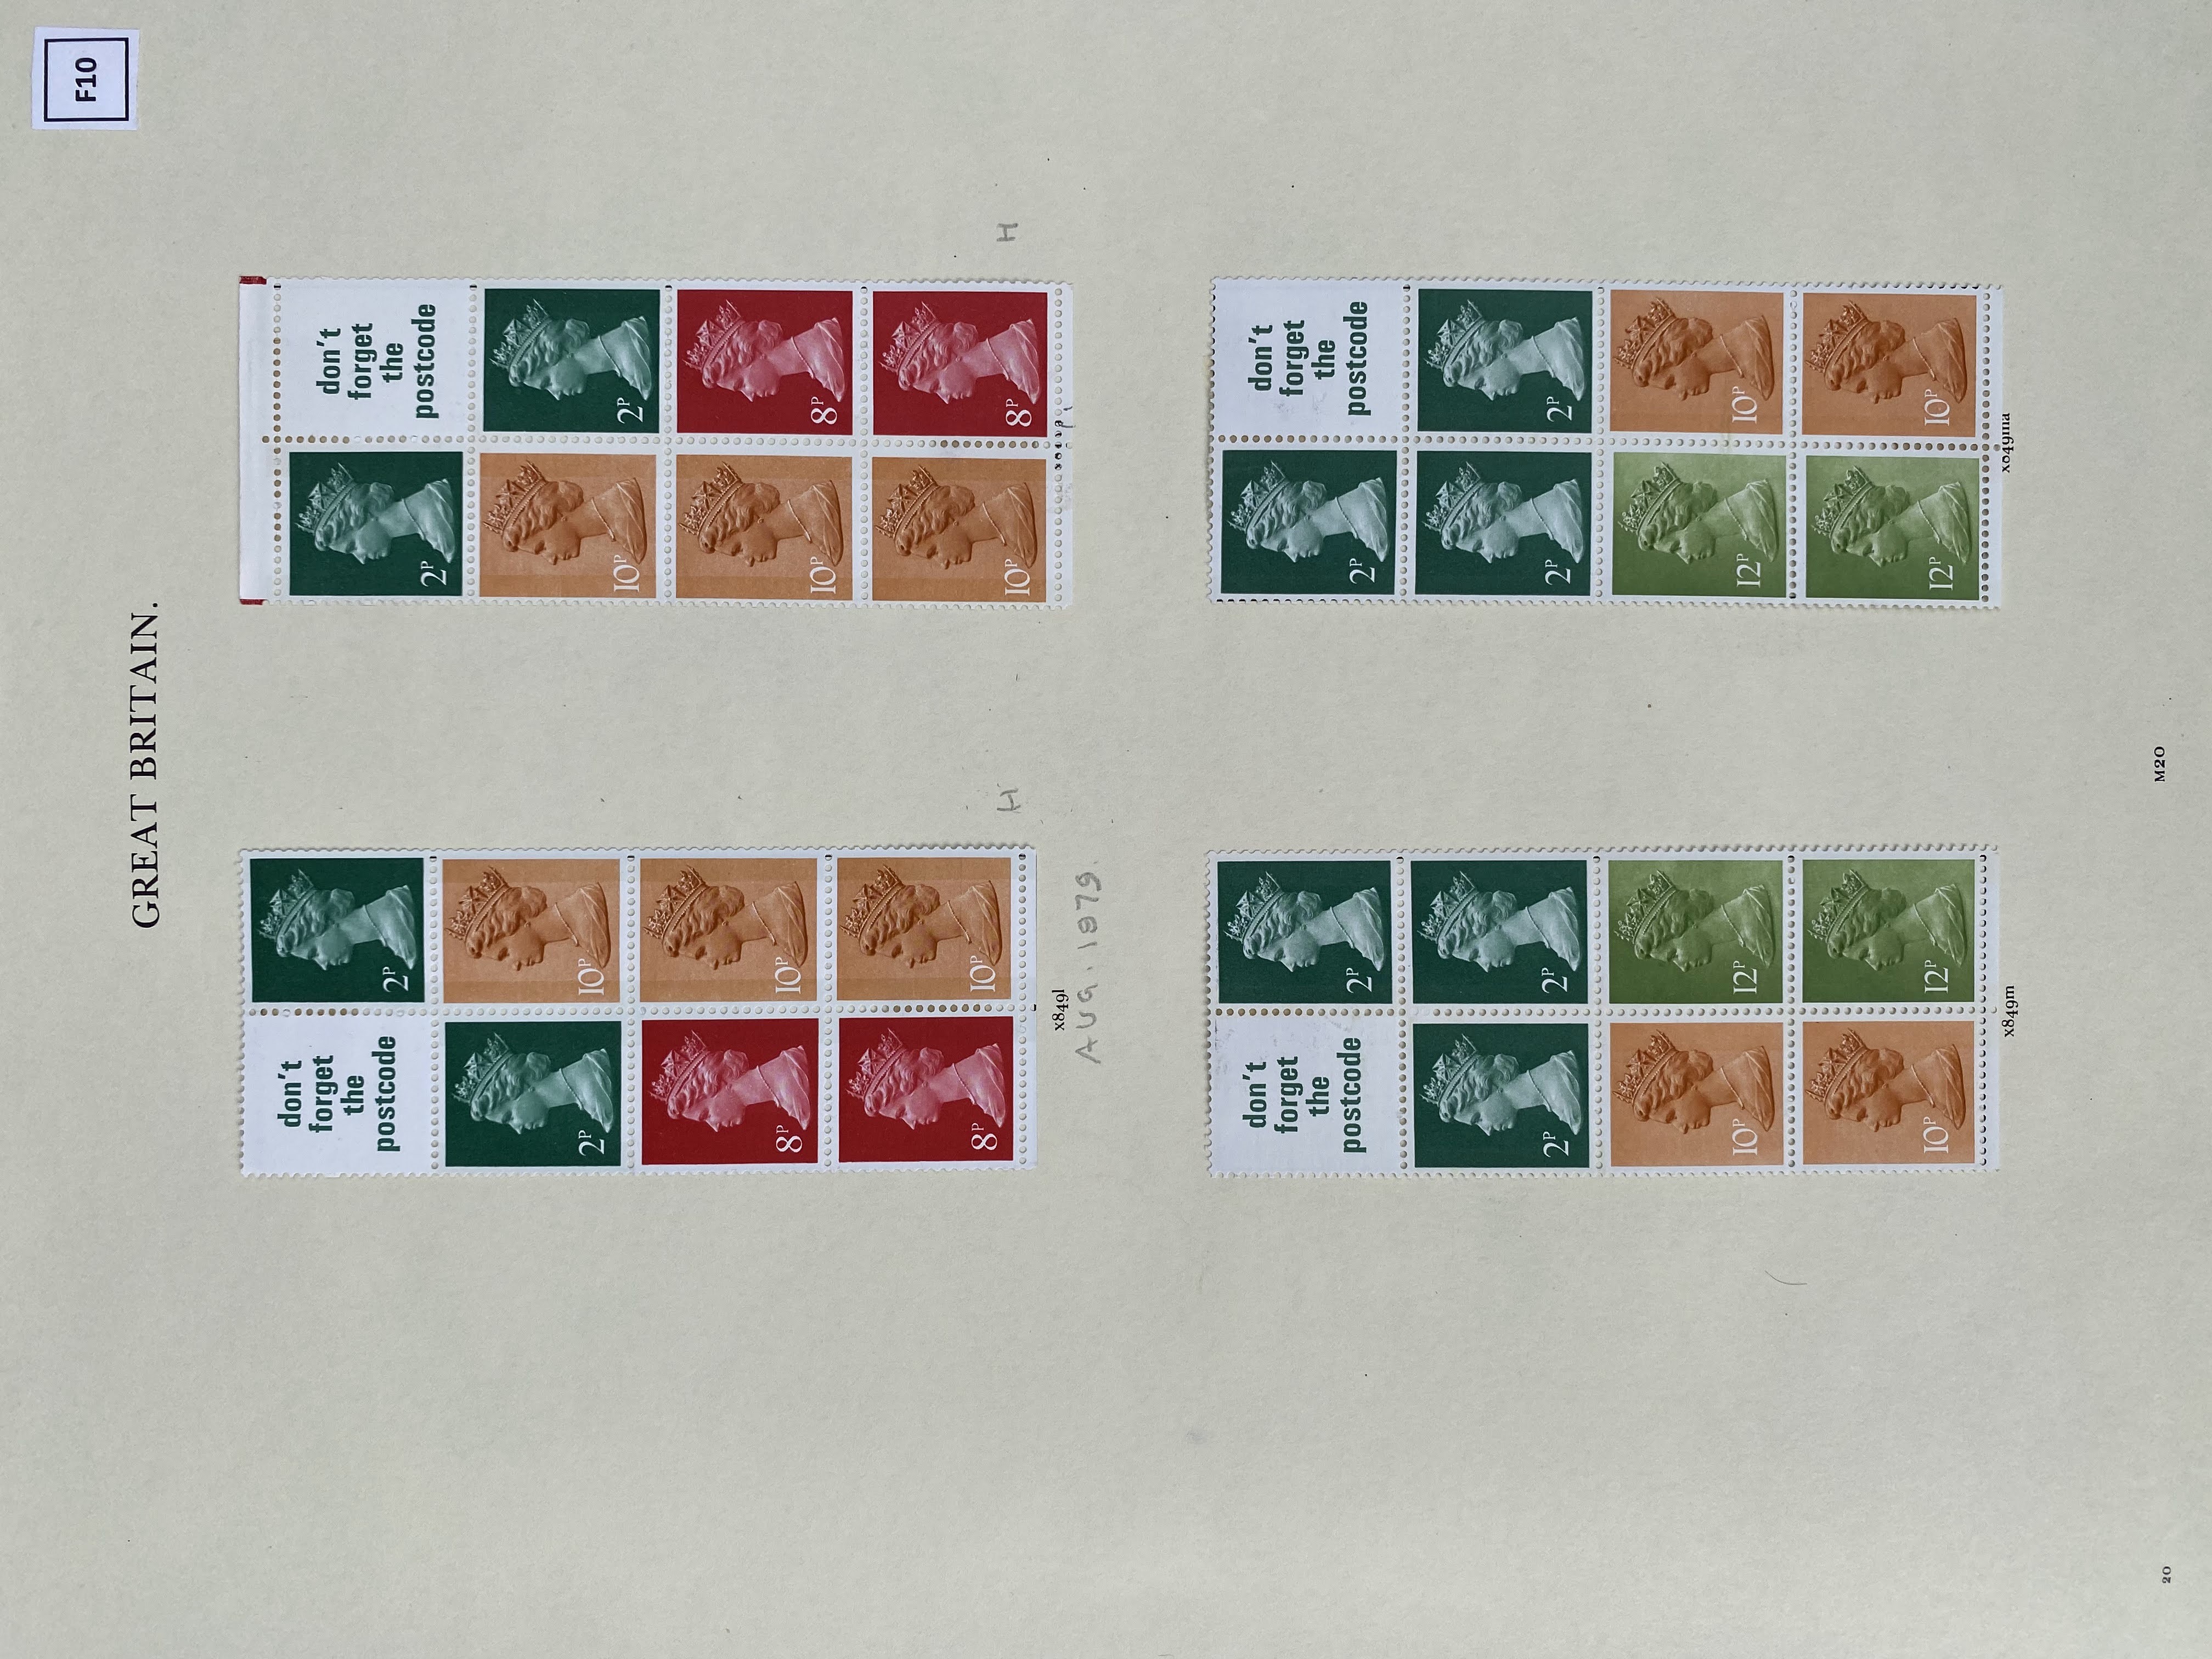 F10
GREAT BRITAIN.
don't
forget
the
postcode
2P
2P
10P
8P
10P
8P
10P
x849l
AUG. 1979.
H
2P
don't
forget
the
postcode
10P
2P
10P
8P
10P
8P
H
don't
forget
the
postcode
2P
2P
2P
10P
12P
10P
12P
x849m
2P
don't
forget
the
postcode
2P
2P
12P
10P
12P
10P
x849ma
20
M20